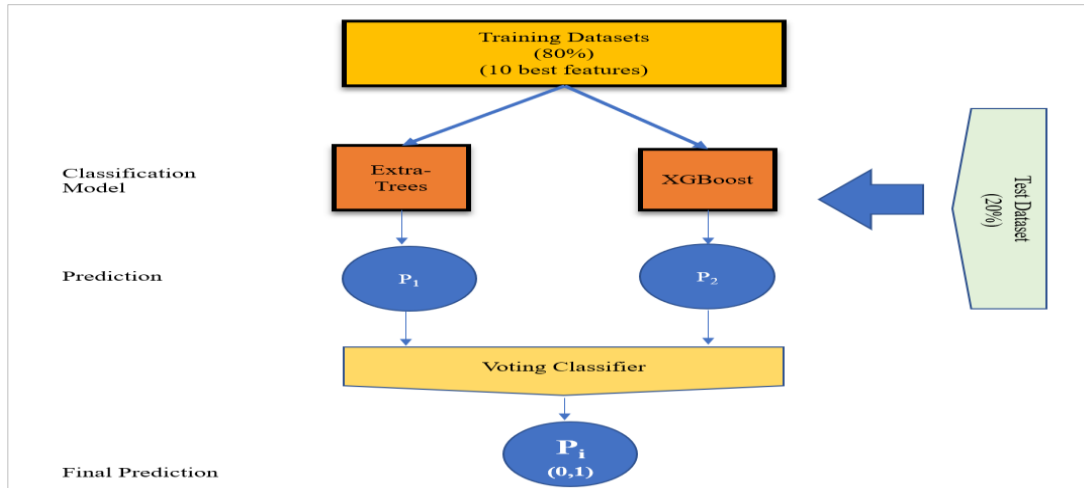 Training Datasets
(80%)
(10 best features)
Classification
Model
Extra-
Trees
XGBoost
Test Dataset
(20%)
Prediction
P₁
P₂
Voting Classifier
Pᵢ
(0,1)
Final Prediction